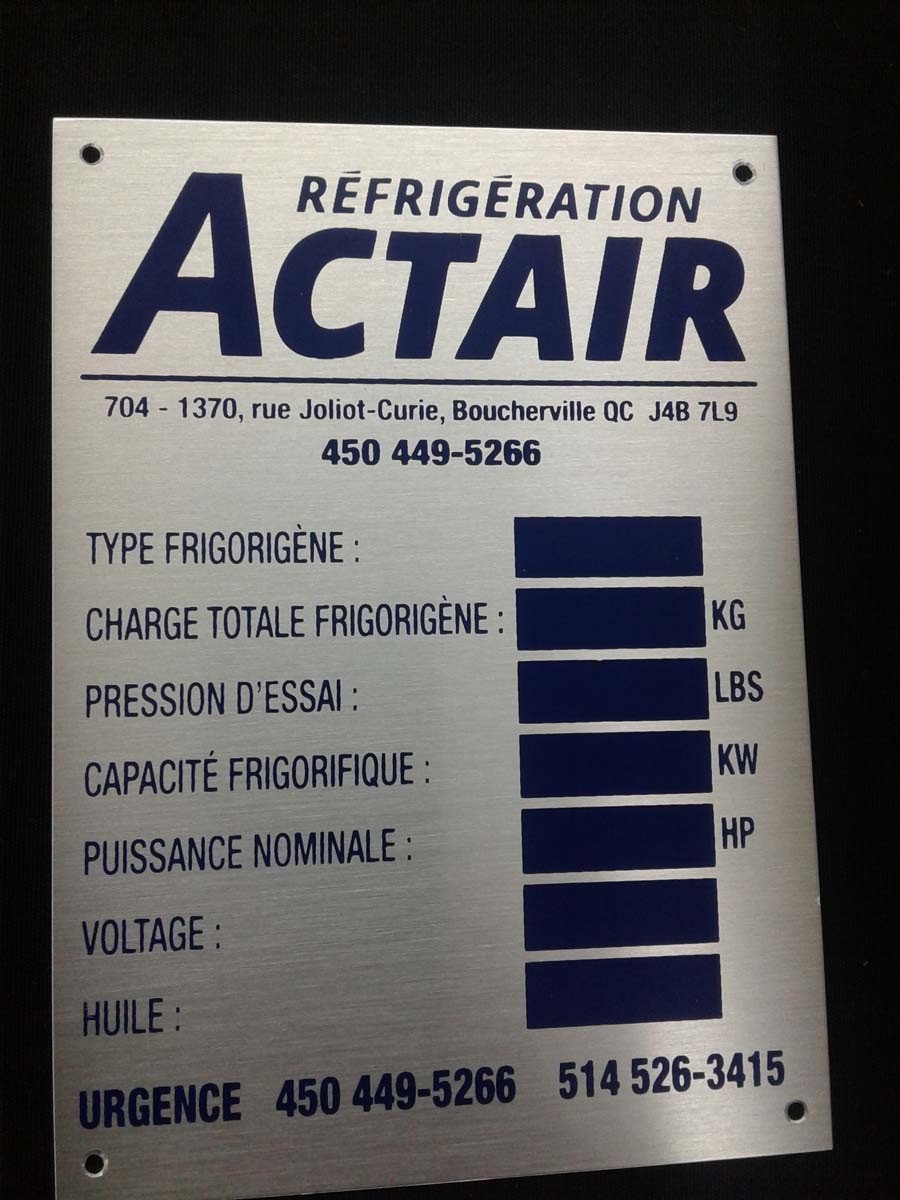 RÉFRIGÉRATION
ACTAIR
704 - 1370, rue Joliot-Curie, Boucherville QC J4B 7L9
450 449-5266
TYPE FRIGORIGÈNE :
CHARGE TOTALE FRIGORIGÈNE : KG
PRESSION D'ESSAI : LBS
CAPACITÉ FRIGORIFIQUE : KW
PUISSANCE NOMINALE : HP
VOLTAGE :
HUILE :
URGENCE 450 449-5266 514 526-3415